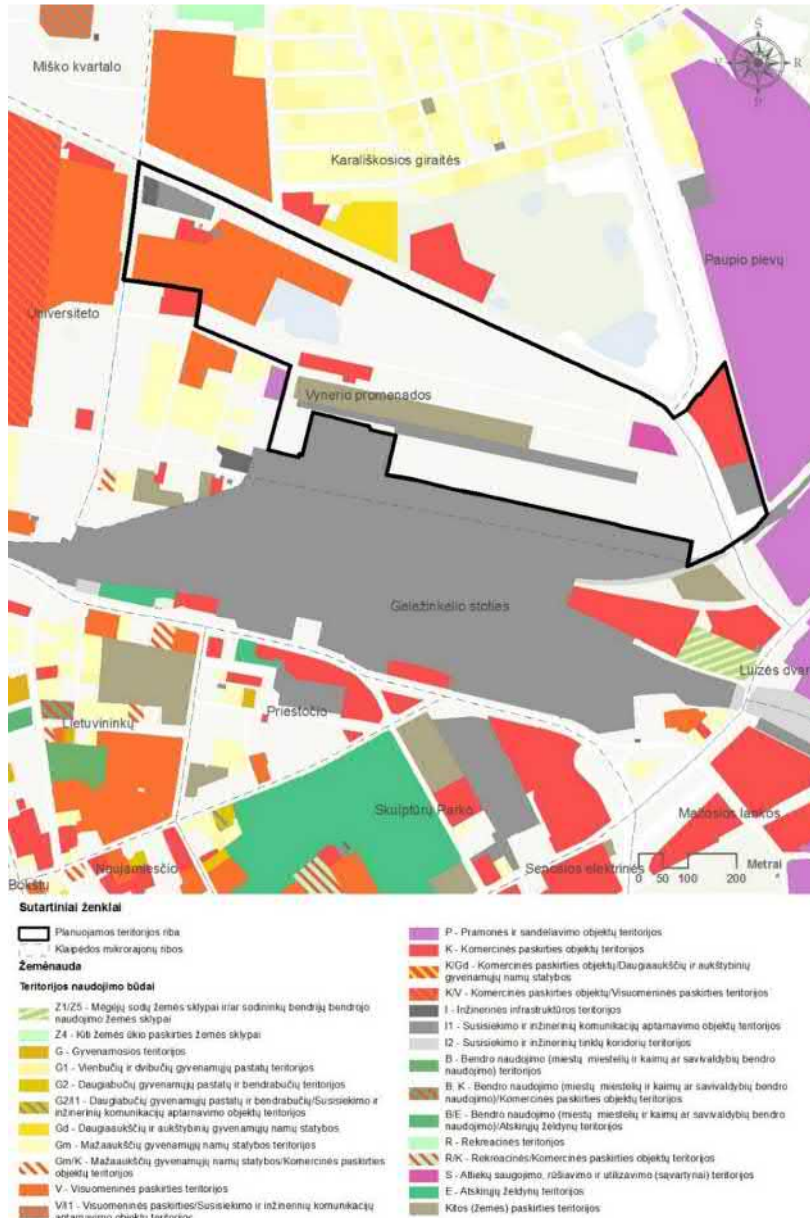 Š
V
R
P
Miško kvartalo
Karališkosios giraitės
Paupio pievų
Universiteto
Vynerio promenados
Geležinkelio stoties
Luizės dvar
Lietuvininkų
Priestočio
Skulptūrų Parko
Mažosios lankos
Naujamiesčio
Senosios elektrinės
Bokštų
Metrai
0 50 100 200
Sutartiniai ženklai
Planuojamos teritorijos riba
Klaipėdos mikrorajonų ribos
Žemėnauda
Teritorijos naudojimo būdai
Z1/Z5 - Mėgėjų sodų žemės sklypai ir/ar sodininkų bendrijų bendrojo
naudojimo žemės sklypai
Z4 - Kiti žemės ūkio paskirties žemės sklypai
G - Gyvenamosios teritorijos
G1 - Vienbučių ir dvibučių gyvenamųjų pastatų teritorijos
G2 - Daugiabučių gyvenamųjų pastatų ir bendrabučių teritorijos
G2/I1 - Daugiabučių gyvenamųjų pastatų ir bendrabučių/Susisiekimo ir
inžinerinių komunikacijų aptarnavimo objektų teritorijos
Gd - Daugiaaukščių ir aukštybinių gyvenamųjų namų statybos
Gm - Mažaaukščių gyvenamųjų namų statybos teritorijos
Gm/K - Mažaaukščių gyvenamųjų namų statybos/Komercinės paskirties
objektų teritorijos
V - Visuomeninės paskirties teritorijos
V/I1 - Visuomeninės paskirties/Susisiekimo ir inžinerinių komunikacijų
aptarnavimo objektų teritorijos
P - Pramonės ir sandėliavimo objektų teritorijos
K - Komercinės paskirties objektų teritorijos
K/Gd - Komercinės paskirties objektų/Daugiaaukščių ir aukštybinių
gyvenamųjų namų statybos
K/V - Komercinės paskirties objektų/Visuomeninės paskirties teritorijos
I - Inžinerinės infrastruktūros teritorijos
I1 - Susisiekimo ir inžinerinių komunikacijų aptarnavimo objektų teritorijos
I2 - Susisiekimo ir inžinerinių tinklų koridorių teritorijos
B - Bendro naudojimo (miestų miestelių ir kaimų ar savivaldybių bendro
naudojimo) teritorijos
B, K - Bendro naudojimo (miestų miestelių ir kaimų ar savivaldybių bendro
naudojimo)/Komercinės paskirties objektų teritorijos
B/E - Bendro naudojimo (miestų miestelių ir kaimų ar savivaldybių bendro
naudojimo)/Atskirųjų želdynų teritorijos
R - Rekreacinės teritorijos
R/K - Rekreacinės/Komercinės paskirties objektų teritorijos
S - Atliekų saugojimo, rūšiavimo ir utilizavimo (sąvartynai) teritorijos
E - Atskirųjų želdynų teritorijos
Kitos (žemės) paskirties teritorijos